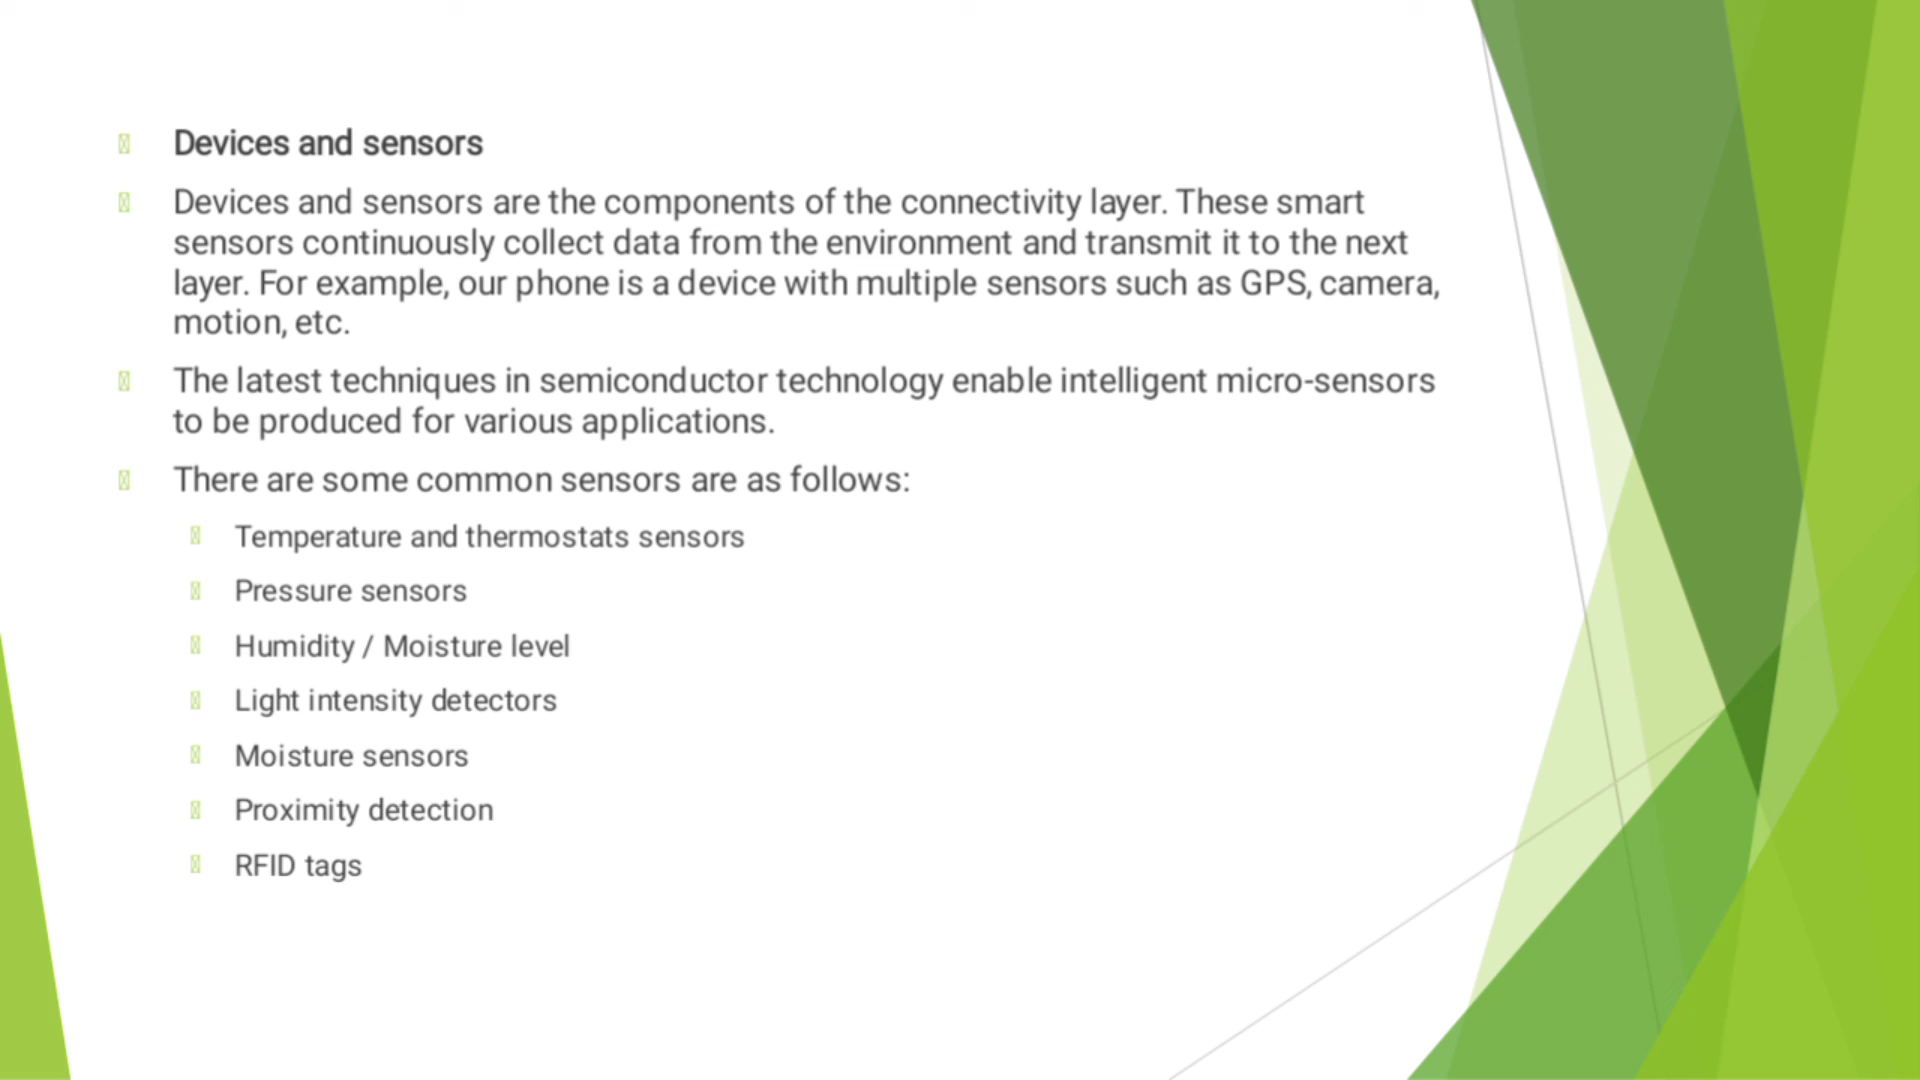 Devices and sensors
Devices and sensors are the components of the connectivity layer. These smart
sensors continuously collect data from the environment and transmit it to the next
layer. For example, our phone is a device with multiple sensors such as GPS, camera,
motion, etc.
The latest techniques in semiconductor technology enable intelligent micro-sensors
to be produced for various applications.
There are some common sensors are as follows:
Temperature and thermostats sensors
Pressure sensors
Humidity / Moisture level
Light intensity detectors
Moisture sensors
Proximity detection
RFID tags